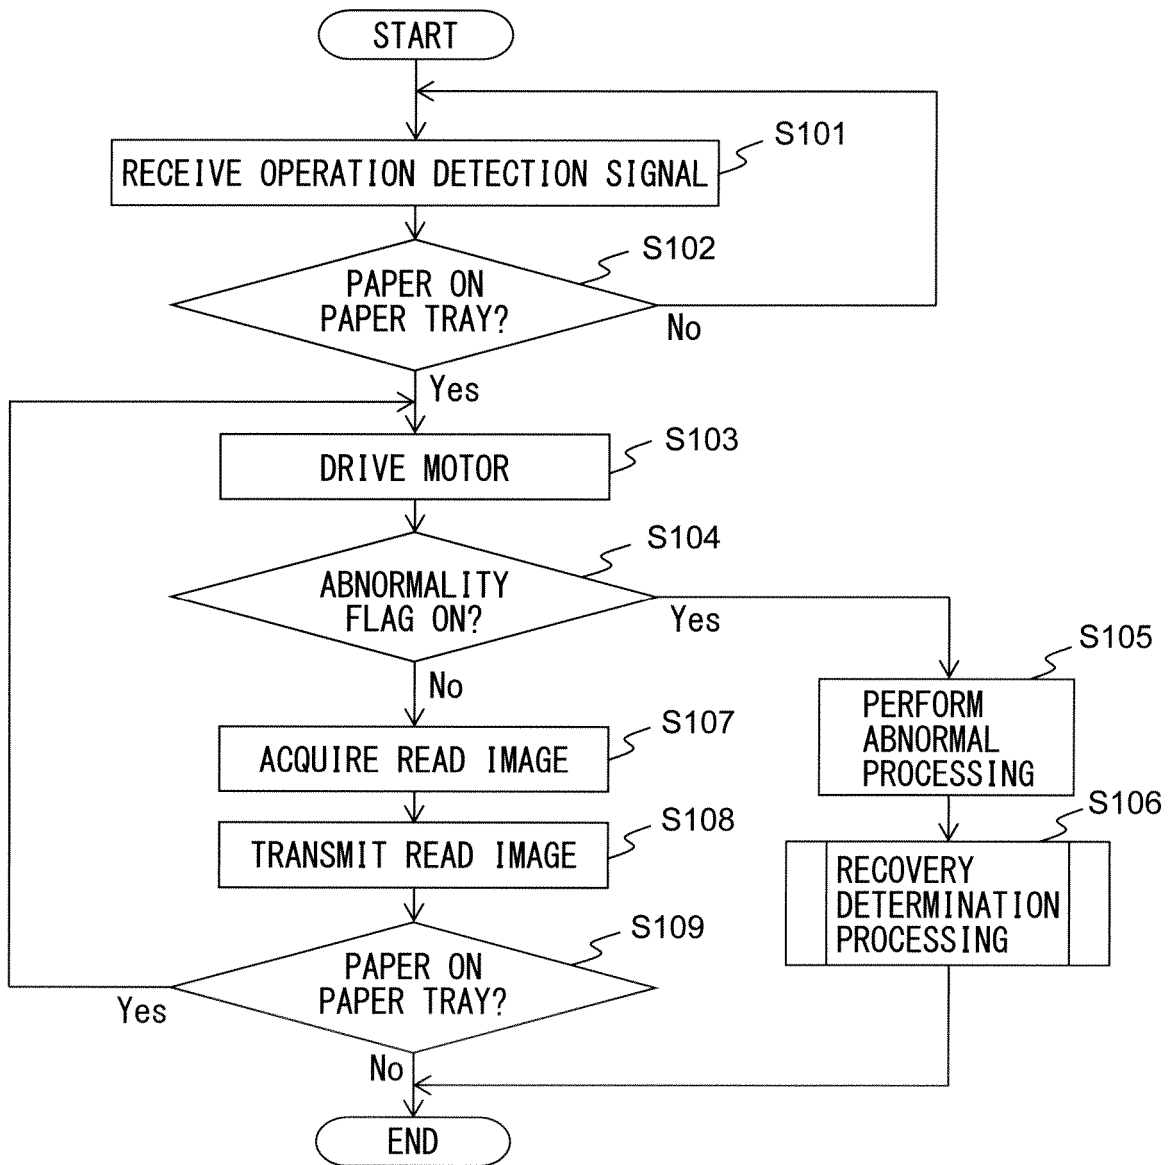 START
S101
RECEIVE OPERATION DETECTION SIGNAL
S102
PAPER ON
PAPER TRAY?
No
Yes
S103
DRIVE MOTOR
S104
ABNORMALITY
FLAG ON?
Yes
No
S105
PERFORM
ABNORMAL
PROCESSING
S107
ACQUIRE READ IMAGE
S106
RECOVERY
DETERMINATION
PROCESSING
S108
TRANSMIT READ IMAGE
S109
PAPER ON
PAPER TRAY?
Yes
No
END